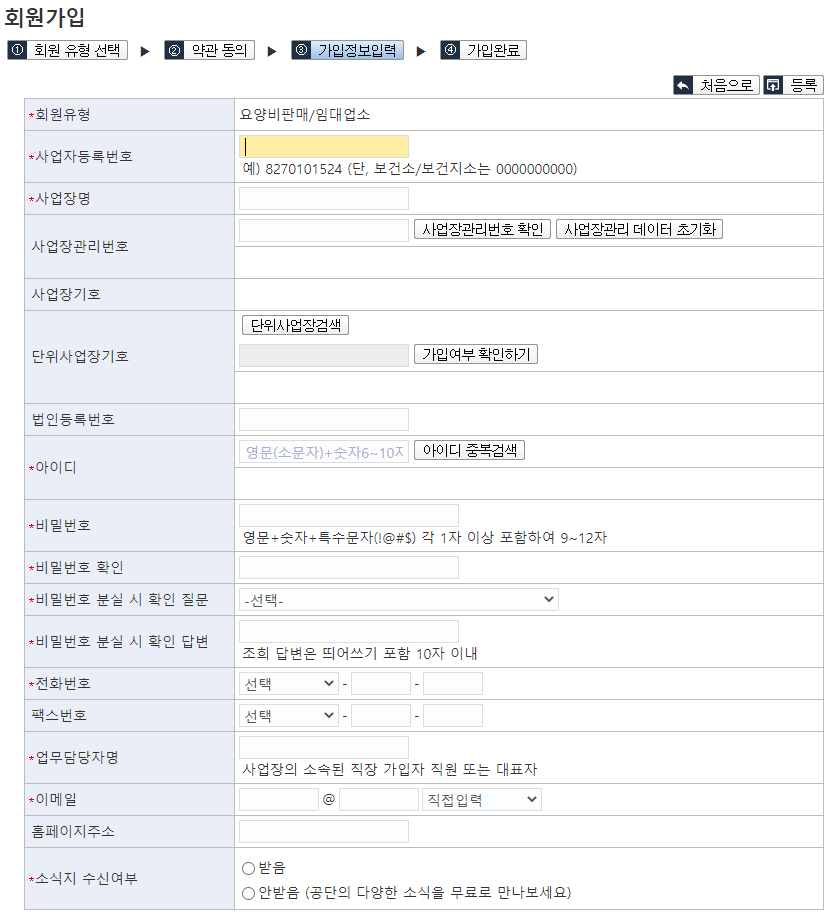 회원가입
① 회원 유형 선택 ▶ ② 약관 동의 ▶ ③ 가입정보입력 ▶ ④ 가입완료
처음으로 등록
*회원유형 요양비판매/임대업소
*사업자등록번호
예) 8270101524 (단, 보건소/보건지소는 0000000000)
*사업장명
사업장관리번호 사업장관리번호 확인 사업장관리 데이터 초기화
사업장기호
단위사업장검색
단위사업장기호 가입여부 확인하기
법인등록번호
*아이디 영문(소문자)+숫자6~10자 아이디 중복검색
*비밀번호
영문+숫자+특수문자(!@#$) 각 1자 이상 포함하여 9~12자
*비밀번호 확인
*비밀번호 분실 시 확인 질문 -선택-
*비밀번호 분실 시 확인 답변
조회 답변은 띄어쓰기 포함 10자 이내
*전화번호 선택 - -
팩스번호 선택 - -
*업무담당자명
사업장의 소속된 직장 가입자 직원 또는 대표자
*이메일 @ 직접입력
홈페이지주소
*소식지 수신여부
받음
안받음 (공단의 다양한 소식을 무료로 만나보세요)